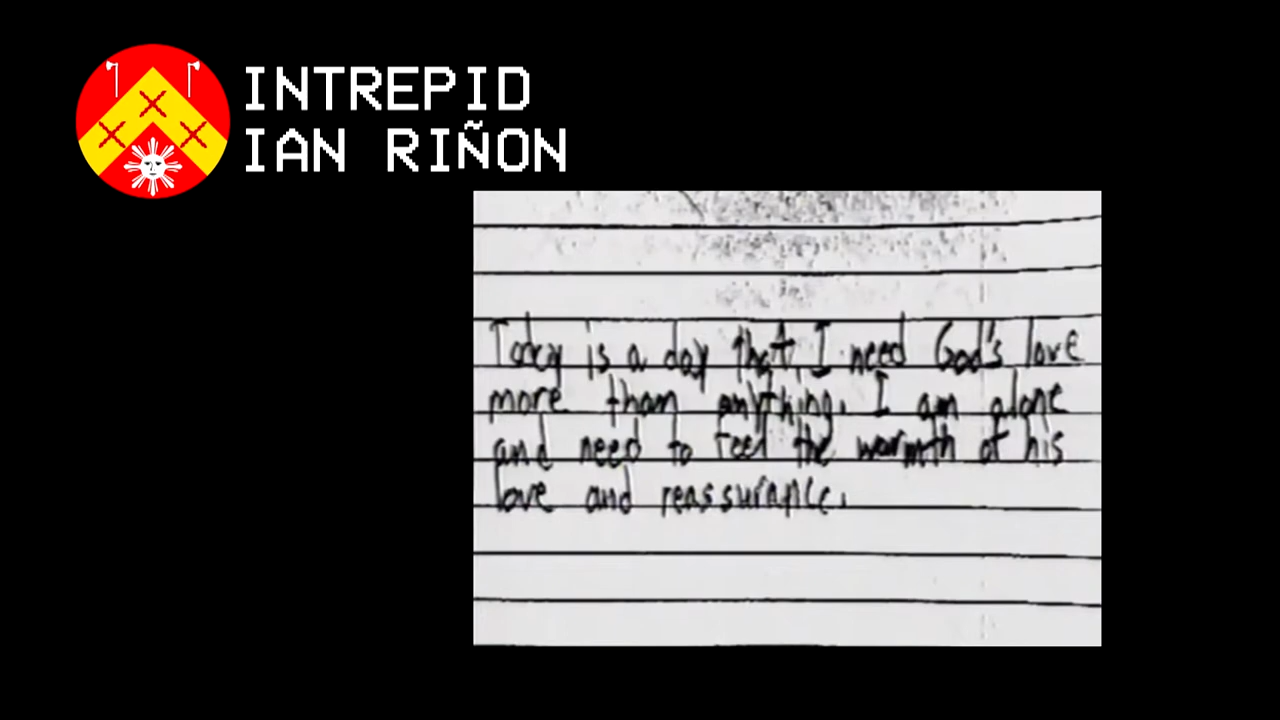 INTREPID
IAN RIÑON
Today is a day that I need God's love
more than anything. I am alone
and need to feel the warmth of his
love and reassurance.